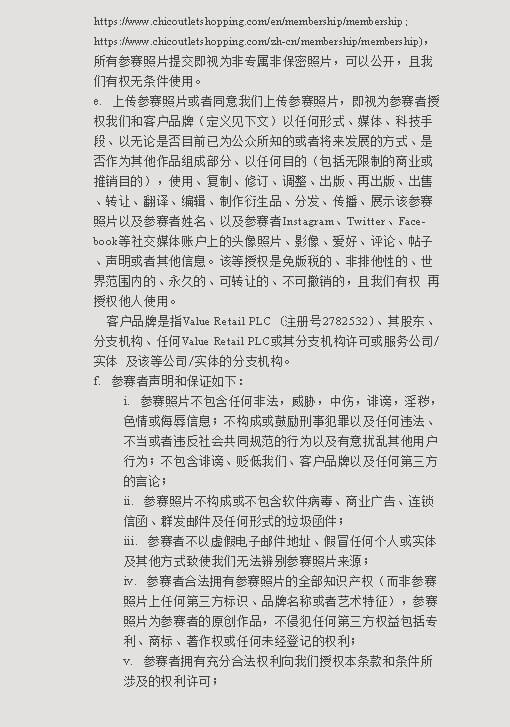 https://www.chicoutletshopping.com/en/membership/membership ;
https://www.chicoutletshopping.com/zh-cn/membership/membership)，
所有参赛照片提交即视为非专属非保密照片，可以公开，且我
们有权无条件使用。
e. 上传参赛照片或者同意我们上传参赛照片，即视为参赛者授
权我们和客户品牌（定义见下文）以任何形式、媒体、科技手
段、以无论是否目前已为公众所知的或者将来发展的方式、是
否作为其他作品组成部分、以任何目的（包括无限制的商业或
推销目的），使用、复制、修订、调整、出版、再出版、出售
、转让、翻译、编辑、制作衍生品、分发、传播、展示该参赛
照片以及参赛者姓名、以及参赛者Instagram、Twitter、Face-
book等社交媒体账户上的头像照片、影像、爱好、评论、帖子
、声明或者其他信息。该等授权是免版税的、非排他性的、世
界范围内的、永久的、可转让的、不可撤销的，且我们有权 再
授权他人使用。
客户品牌是指Value Retail PLC（注册号2782532)、其股东、
分支机构、任何Value Retail PLC或其分支机构许可或服务公司/
实体 及该等公司/实体的分支机构。
f. 参赛者声明和保证如下：
i. 参赛照片不包含任何非法，威胁，中伤，诽谤，淫秽，
色情或侮辱信息；不构成或鼓励刑事犯罪以及任何违法、
不当或者违反社会共同规范的行为以及有意扰乱其他用户
行为；不包含诽谤、贬低我们、客户品牌以及任何第三方
的言论；
ii. 参赛照片不构成或不包含软件病毒、商业广告、连锁
信函、群发邮件及任何形式的垃圾函件；
iii. 参赛者不以虚假电子邮件地址、假冒任何个人或实体
及其他方式致使我们无法辨别参赛照片来源；
iv. 参赛者合法拥有参赛照片的全部知识产权（而非参赛
照片上任何第三方标识、品牌名称或者艺术特征），参赛
照片为参赛者的原创作品，不侵犯任何第三方权益包括专
利、商标、著作权或任何未经登记的权利；
v. 参赛者拥有充分合法权利向我们授权本条款和条件所
涉及的权利许可；